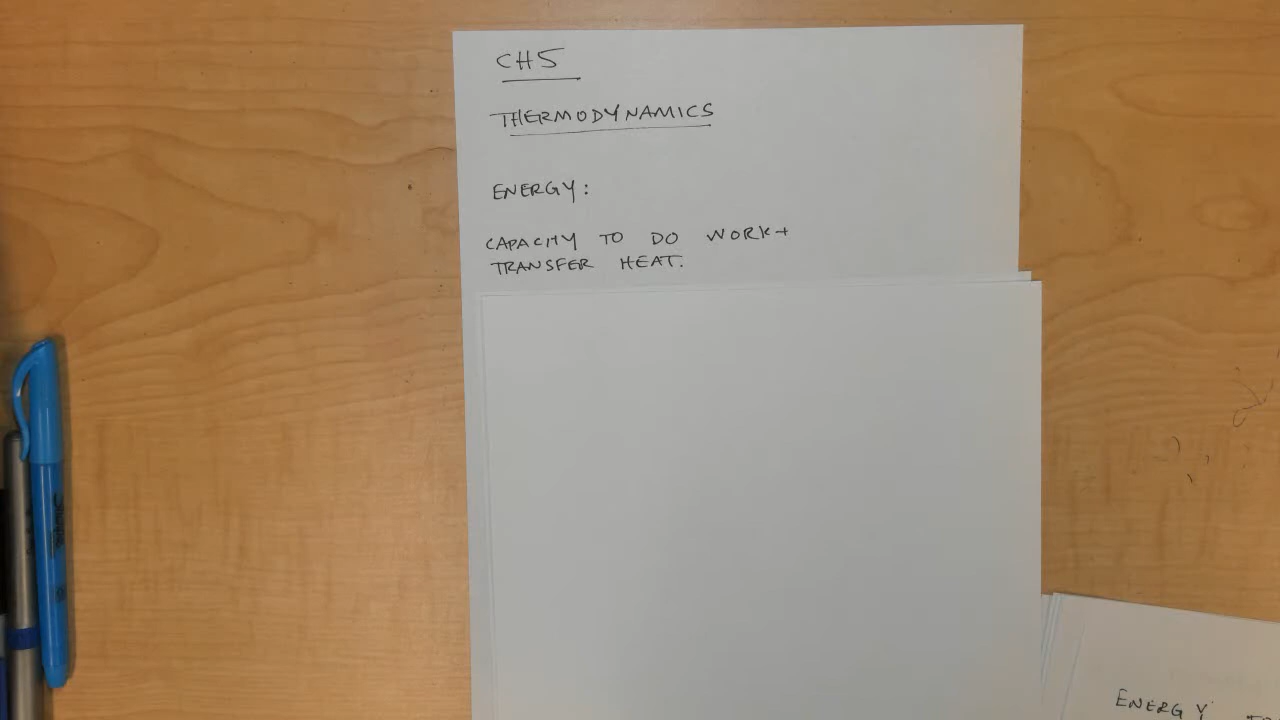 CH5
THERMODYNAMICS
ENERGY:
CAPACITY TO DO WORK+
TRANSFER HEAT.
ENERGY